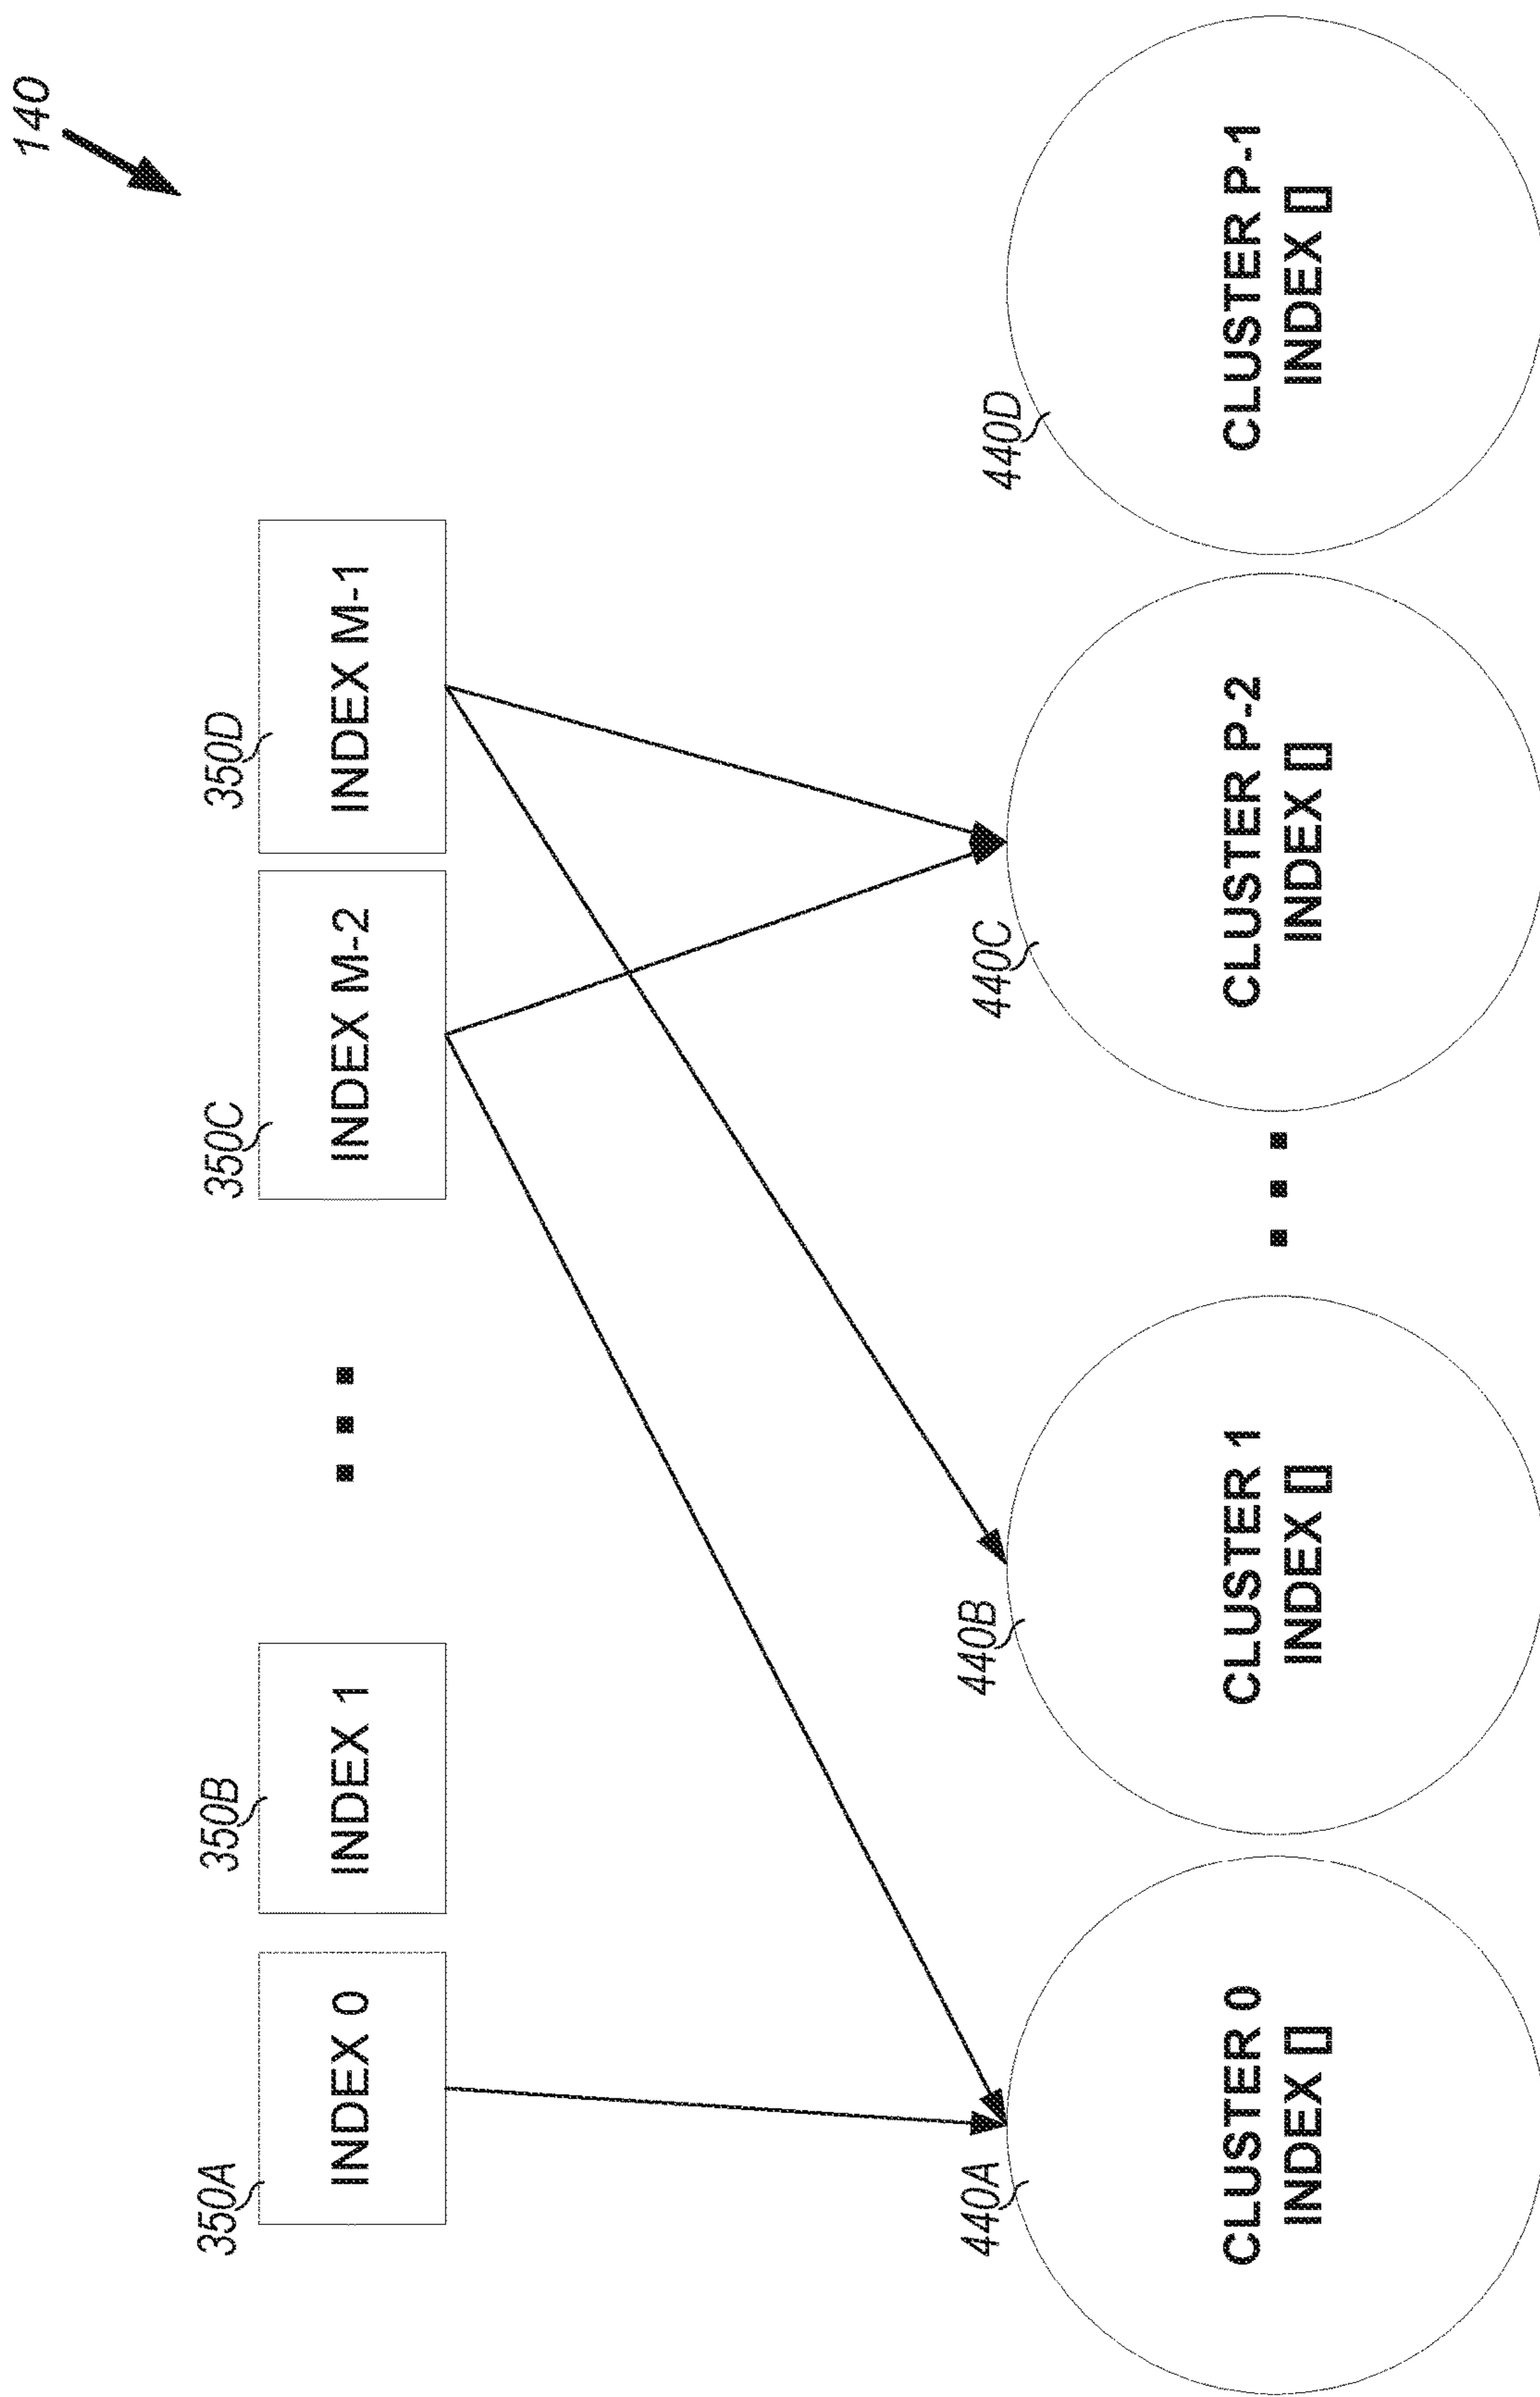 140
350A
350B
350C
350D
INDEX 0
INDEX 1
INDEX M-2
INDEX M-1
440A
440B
440C
440D
CLUSTER 0
INDEX []
CLUSTER 1
INDEX []
CLUSTER P-2
INDEX []
CLUSTER P-1
INDEX []